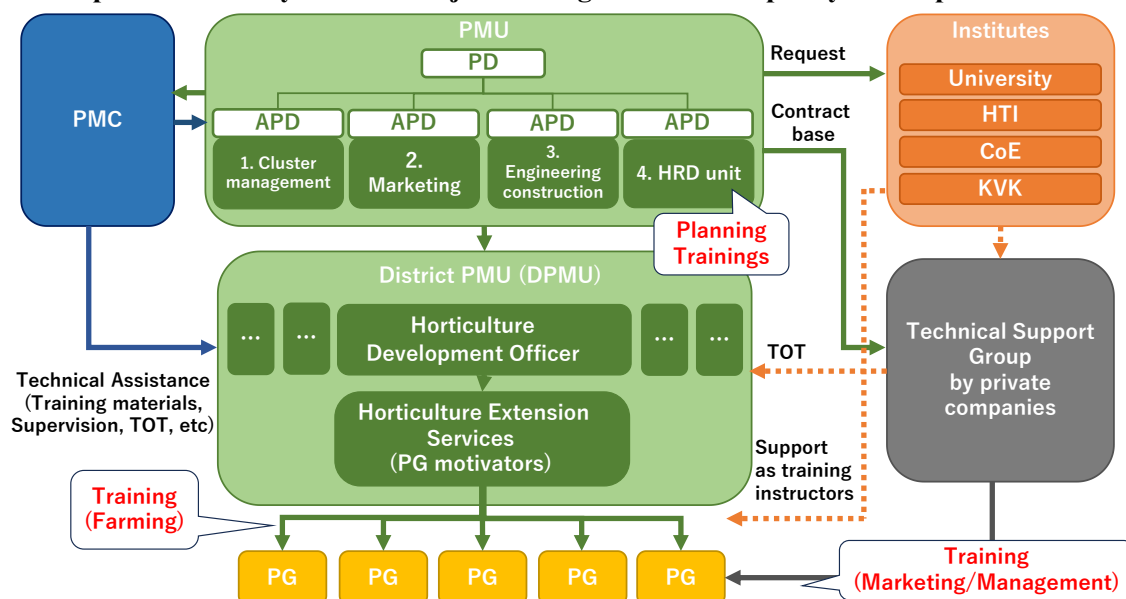 PMU
PD
APD
APD
APD
APD
1. Cluster
management
2.
Marketing
3.
Engineering
construction
4. HRD unit
PMC
Planning
Trainings
Request
Contract
base
Institutes
University
HTI
CoE
KVK
District PMU (DPMU)
...
...
Horticulture
Development Officer
...
...
Horticulture Extension
Services
(PG motivators)
Technical Assistance
(Training materials,
Supervision, TOT, etc)
TOT
Technical Support
Group
by private
companies
Support
as training
instructors
Training
(Farming)
PG
PG
PG
PG
PG
Training
(Marketing/Management)